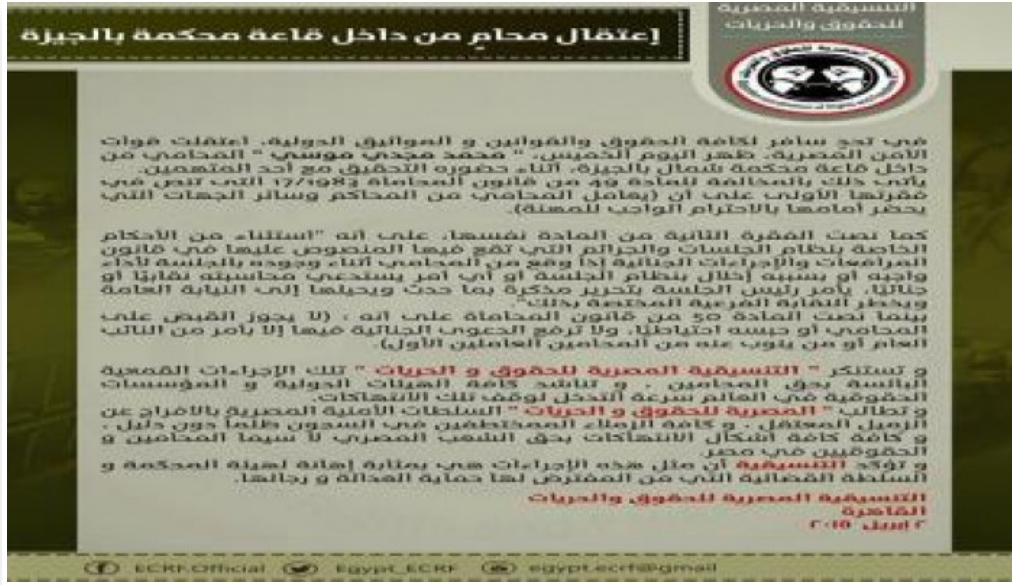 التنسيقية المصرية
للحقوق والحريات
إعتقال محامٍ من داخل قاعة محكمة بالجيزة
في تحدٍ سافر لكافة الحقوق والقوانين و المواثيق الدولية، اعتقلت قوات
الأمن المصرية، ظهر اليوم الخميس، " محمد مجدي موسى " المحامي من
داخل قاعة محكمة شمال بالجيزة، أثناء حضوره التحقيق مع أحد المتهمين.
يأتي ذلك بالمخالفة للمادة 49 من قانون المحاماة 17/1983 التي تنص في
فقرتها الأولى على أن (يعامل المحامي من المحاكم وسائر الجهات التي
يحضر أمامها بالاحترام الواجب للمهنة).
كما نصت الفقرة الثانية من المادة نفسها، على أنه "استثناء من الأحكام
الخاصة بنظام الجلسات والجرائم التي تقع فيها المنصوص عليها في قانون
المرافعات والإجراءات الجنائية إذا وقع من المحامي أثناء وجوده بالجلسة لأداء
واجبه أو بسببه إخلال بنظام الجلسة أو أي أمر يستدعي محاسبته نقابيًا أو
جنائيًا، يأمر رئيس الجلسة بتحرير مذكرة بما حدث ويحيلها إلى النيابة العامة
ويخطر النقابة الفرعية المختصة بذلك".
بينما نصت المادة 50 من قانون المحاماة على أنه ، (لا يجوز القبض على
المحامي أو حبسه احتياطيًا، ولا ترفع الدعوى الجنائية فيها إلا بأمر من النائب
العام أو من ينوب عنه من المحامين العاملين الأول).
و تستنكر " التنسيقية المصرية للحقوق و الحريات " تلك الإجراءات القمعية
البائسة بحق المحامين ، و تناشد كافة الهيئات الدولية و المؤسسات
الحقوقية في العالم سرعة التدخل لوقف تلك الانتهاكات.
و تطالب " المصرية للحقوق و الحريات " السلطات الأمنية المصرية بالافراج عن
الزميل المعتقل ، و كافة الزملاء الممختطفين في السجون ظلما دون دليل ،
و كافة كافة أشكال الانتهاكات بحق الشعب المصري لا سيما المحامين و
الحقوقيين في مصر.
و تؤكد التنسيقية أن مثل هذه الإجراءات هي بمثابة إهانة لهيئة المحكمة و
السلطة القضائية التي من المفترض لها حماية العدالة و رجالها.
التنسيقية المصرية للحقوق والحريات
القاهرة
٢ إبريل ٢٠١٥
ECRF.Official Egypt_ECRF egypt.ecrf@gmail